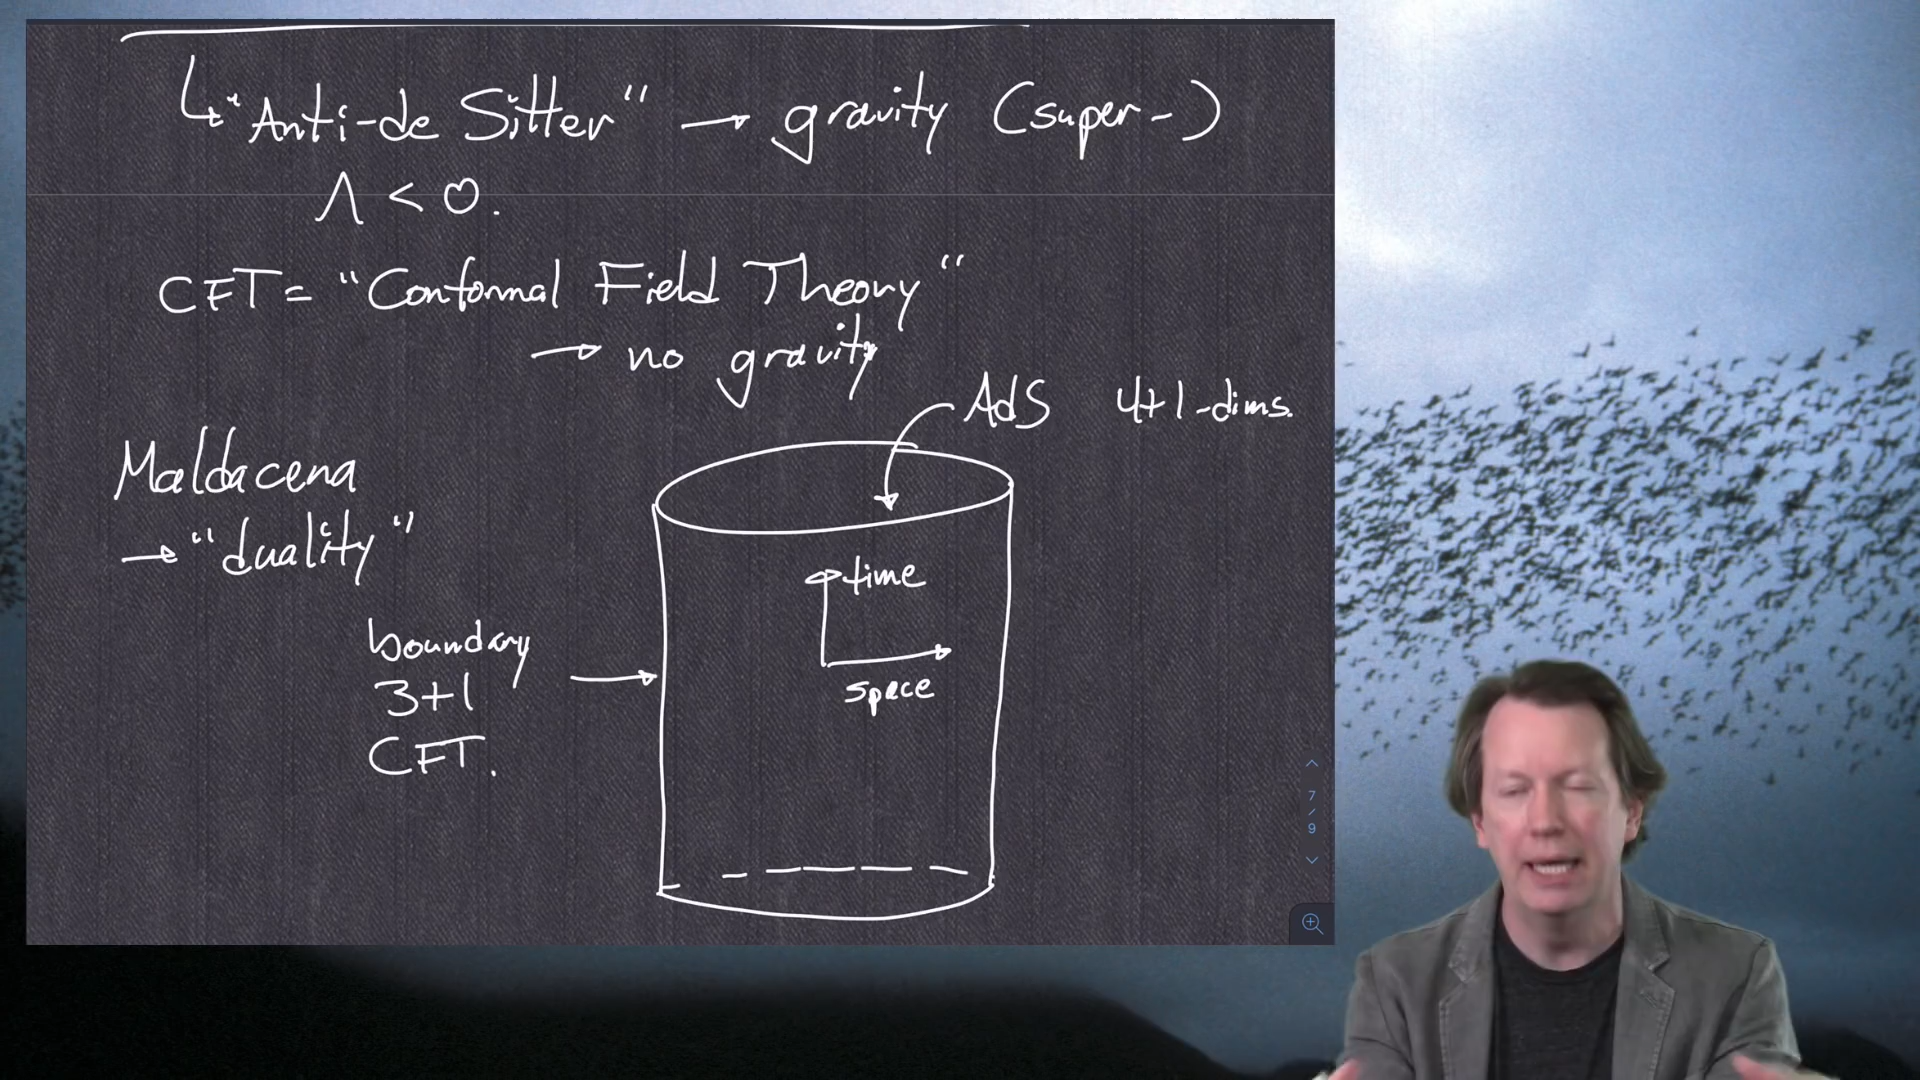 ↳ "Anti-de Sitter" → gravity (super-)
Λ < 0.
CFT = "Conformal Field Theory"
→ no gravity
AdS 4+1-dims.
Maldacena
→ "duality"
time
space
boundary
3+1
CFT.
7
/
9